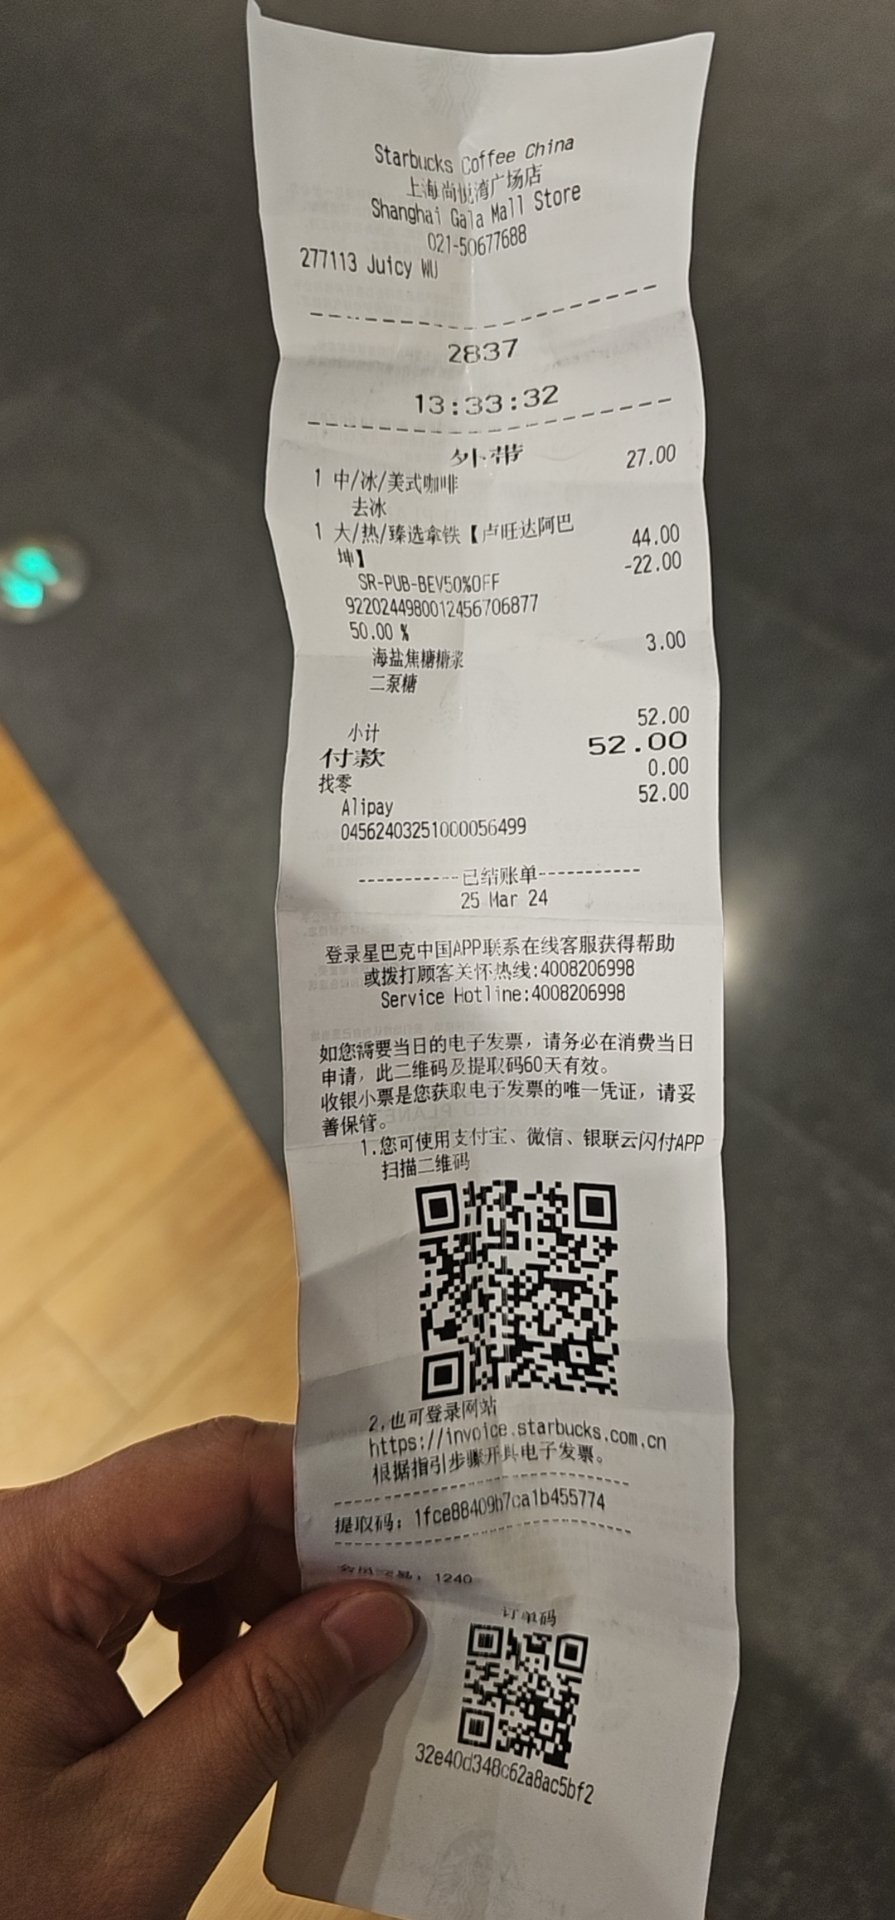 Starbucks Coffee China
上海尚悦湾广场店
Shanghai Gala Mall Store
021-50677688
277113 Juicy WU
2837
13:33:32
外带
1 中/冰/美式咖啡 27.00
去冰
1 大/热/臻选拿铁【卢旺达阿巴 44.00
坤】 -22.00
SR-PUB-BEV50%OFF
9220244980012456706877
50.00 %
海盐焦糖糖浆 3.00
二泵糖
小计 52.00
付款 52.00
找零 0.00
Alipay 52.00
04562403251000056499
-----------已结账单-----------
25 Mar 24
登录星巴克中国APP联系在线客服获得帮助
或拨打顾客关怀热线:4008206998
Service Hotline:4008206998
如您需要当日的电子发票，请务必在消费当日
申请，此二维码及提取码60天有效。
收银小票是您获取电子发票的唯一凭证，请妥
善保管。
1.您可使用支付宝、微信、银联云闪付APP
扫描二维码
2.也可登录网站
https://invoice.starbucks.com.cn
根据指引步骤开具电子发票。
提取码: 1fce88409b7ca1b455774
1240
订单码
32e40d348c62a8ac5bf2